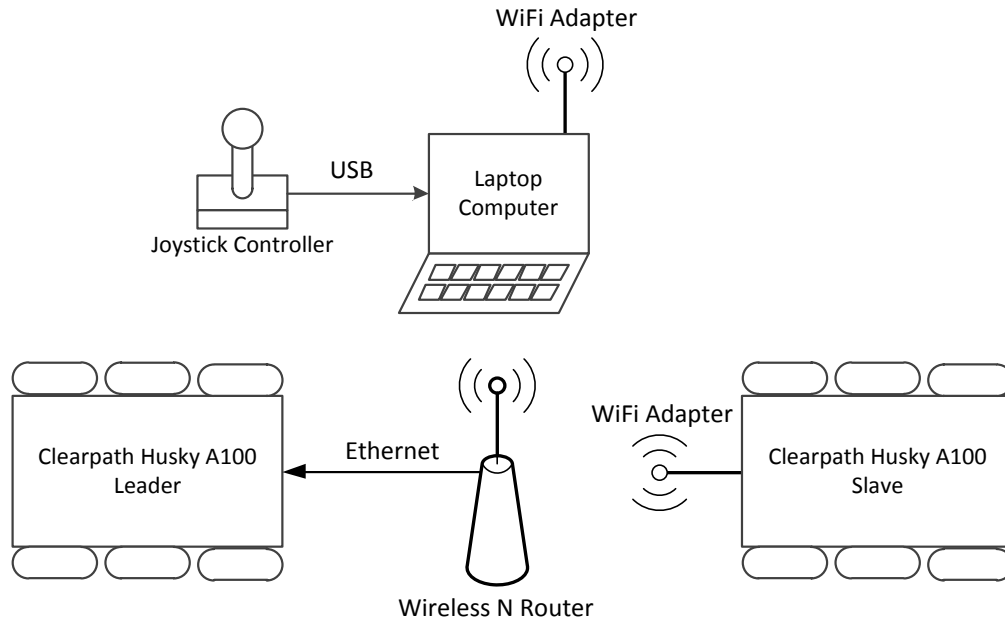 WiFi Adapter
USB
Laptop
Computer
Joystick Controller
WiFi Adapter
Ethernet
Clearpath Husky A100
Leader
Clearpath Husky A100
Slave
Wireless N Router